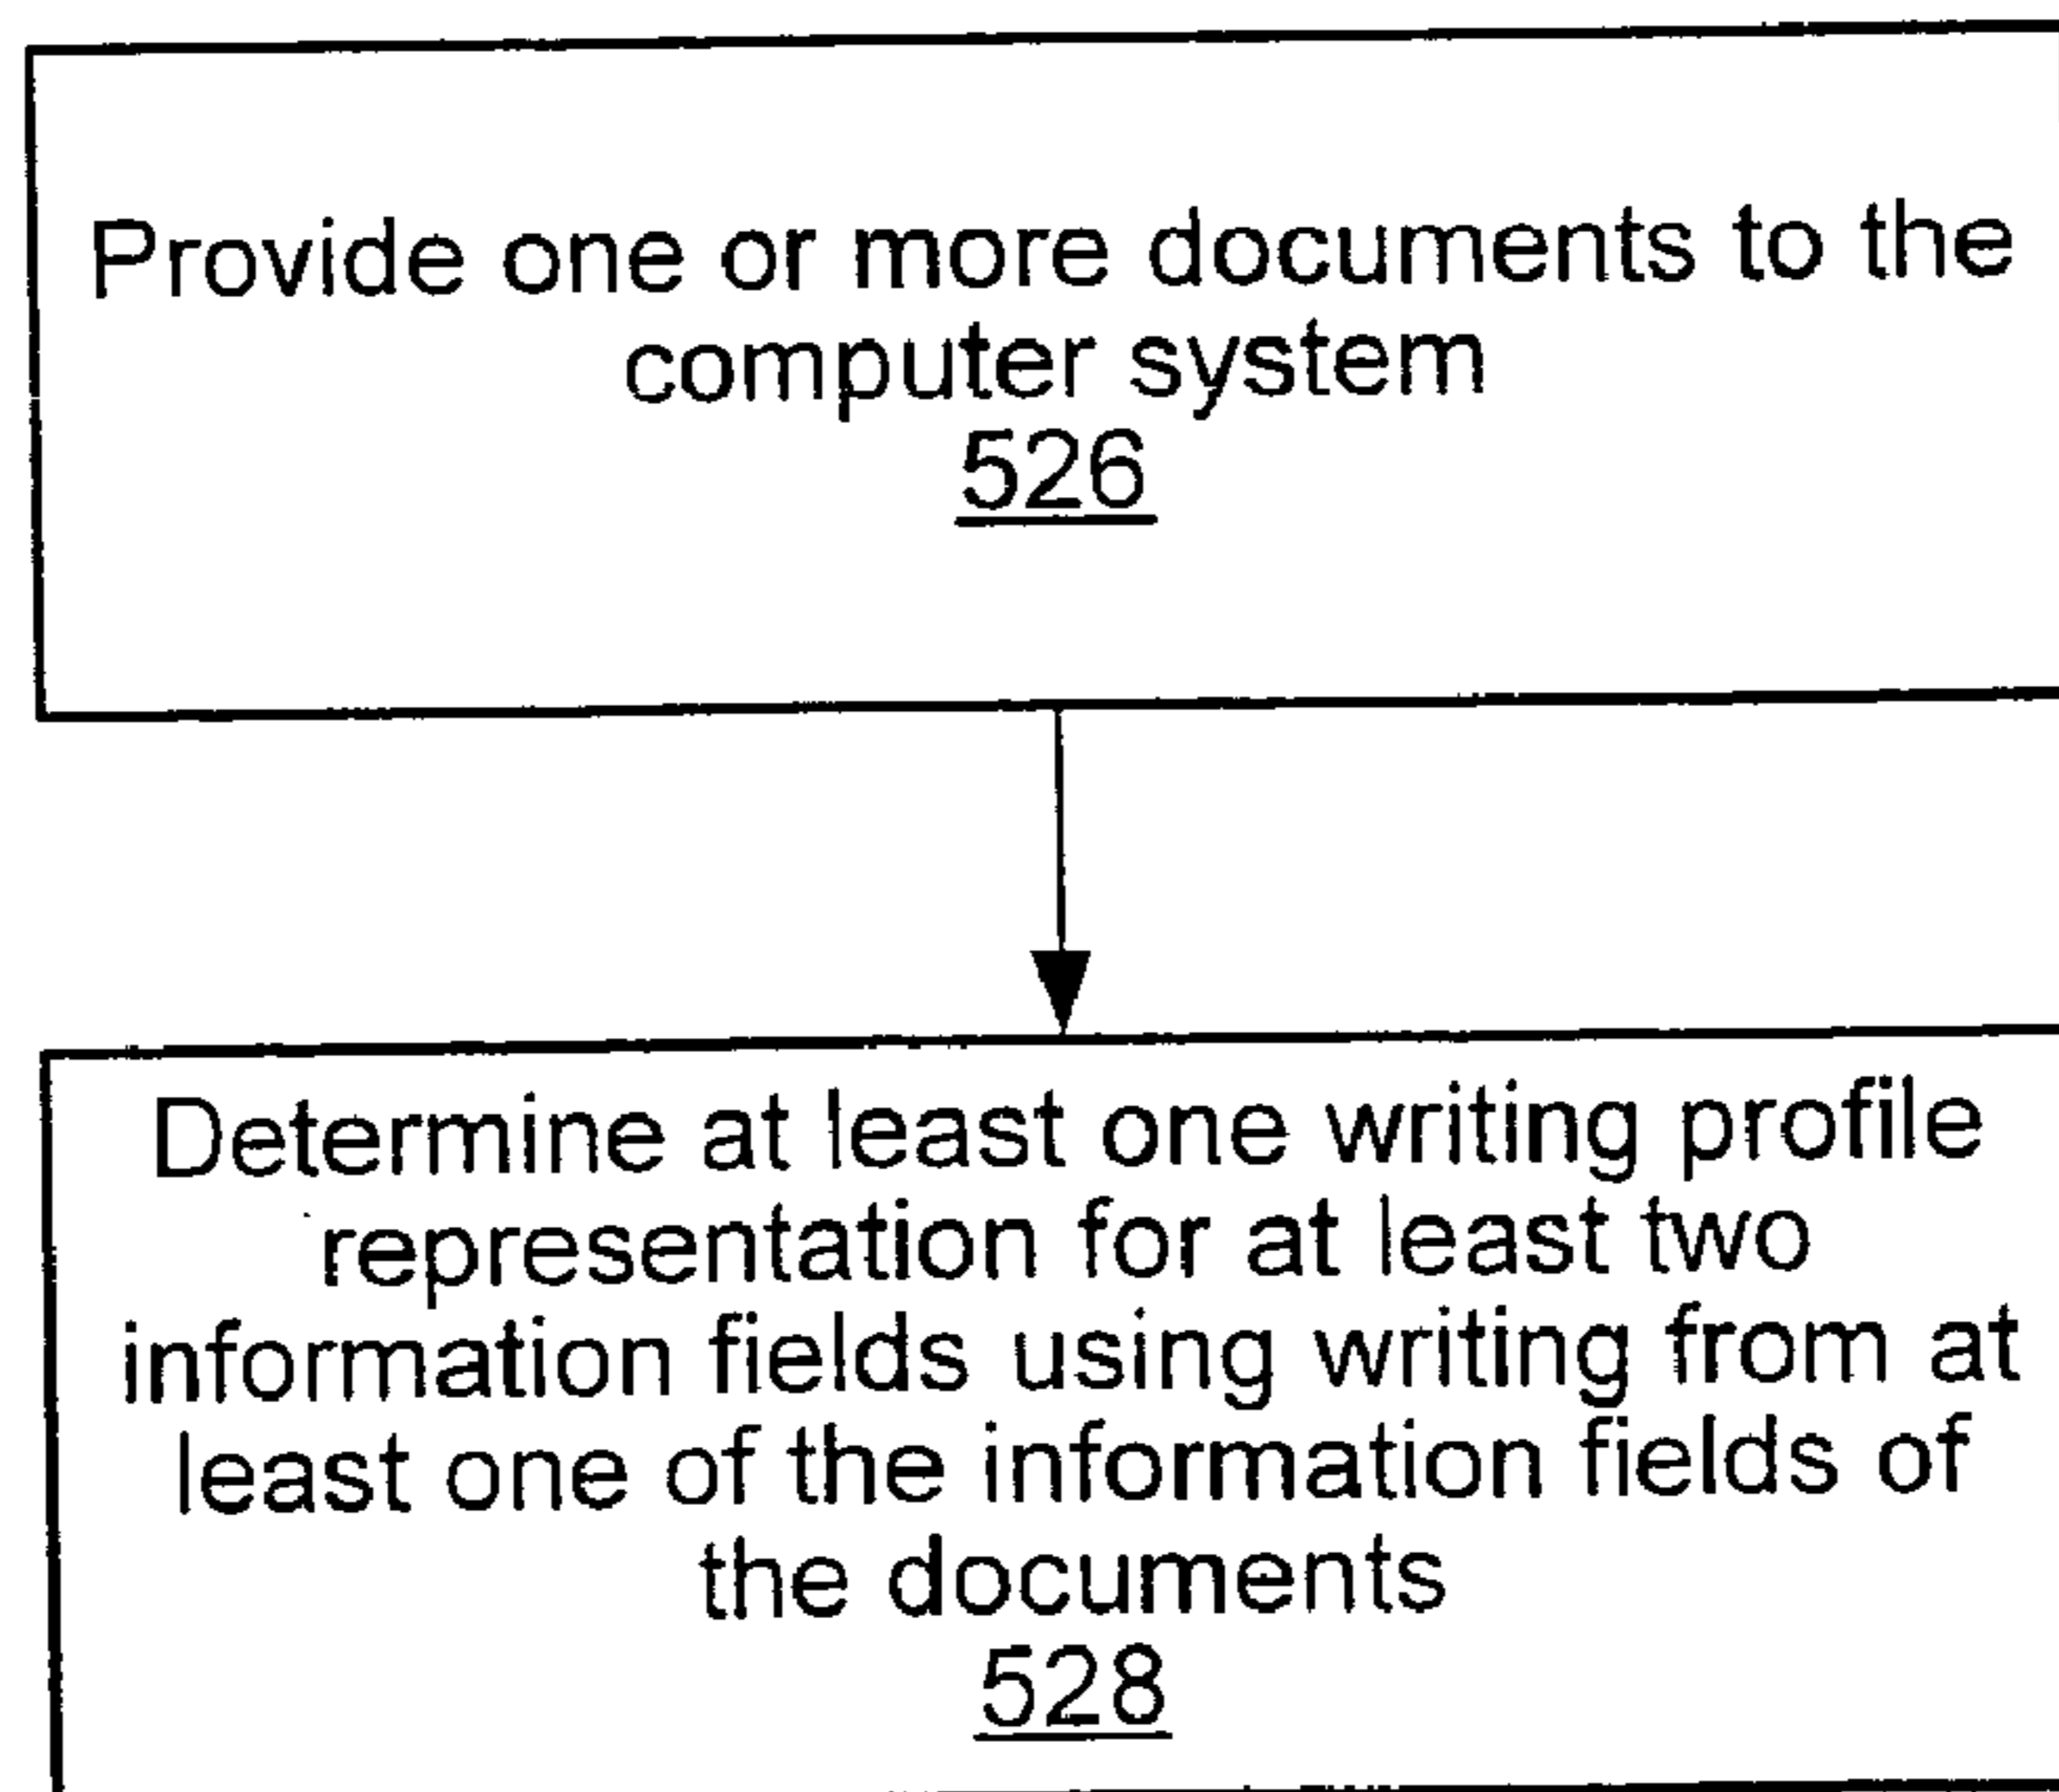 Provide one or more documents to the
computer system
526
Determine at least one writing profile
representation for at least two
information fields using writing from at
least one of the information fields of
the documents
528